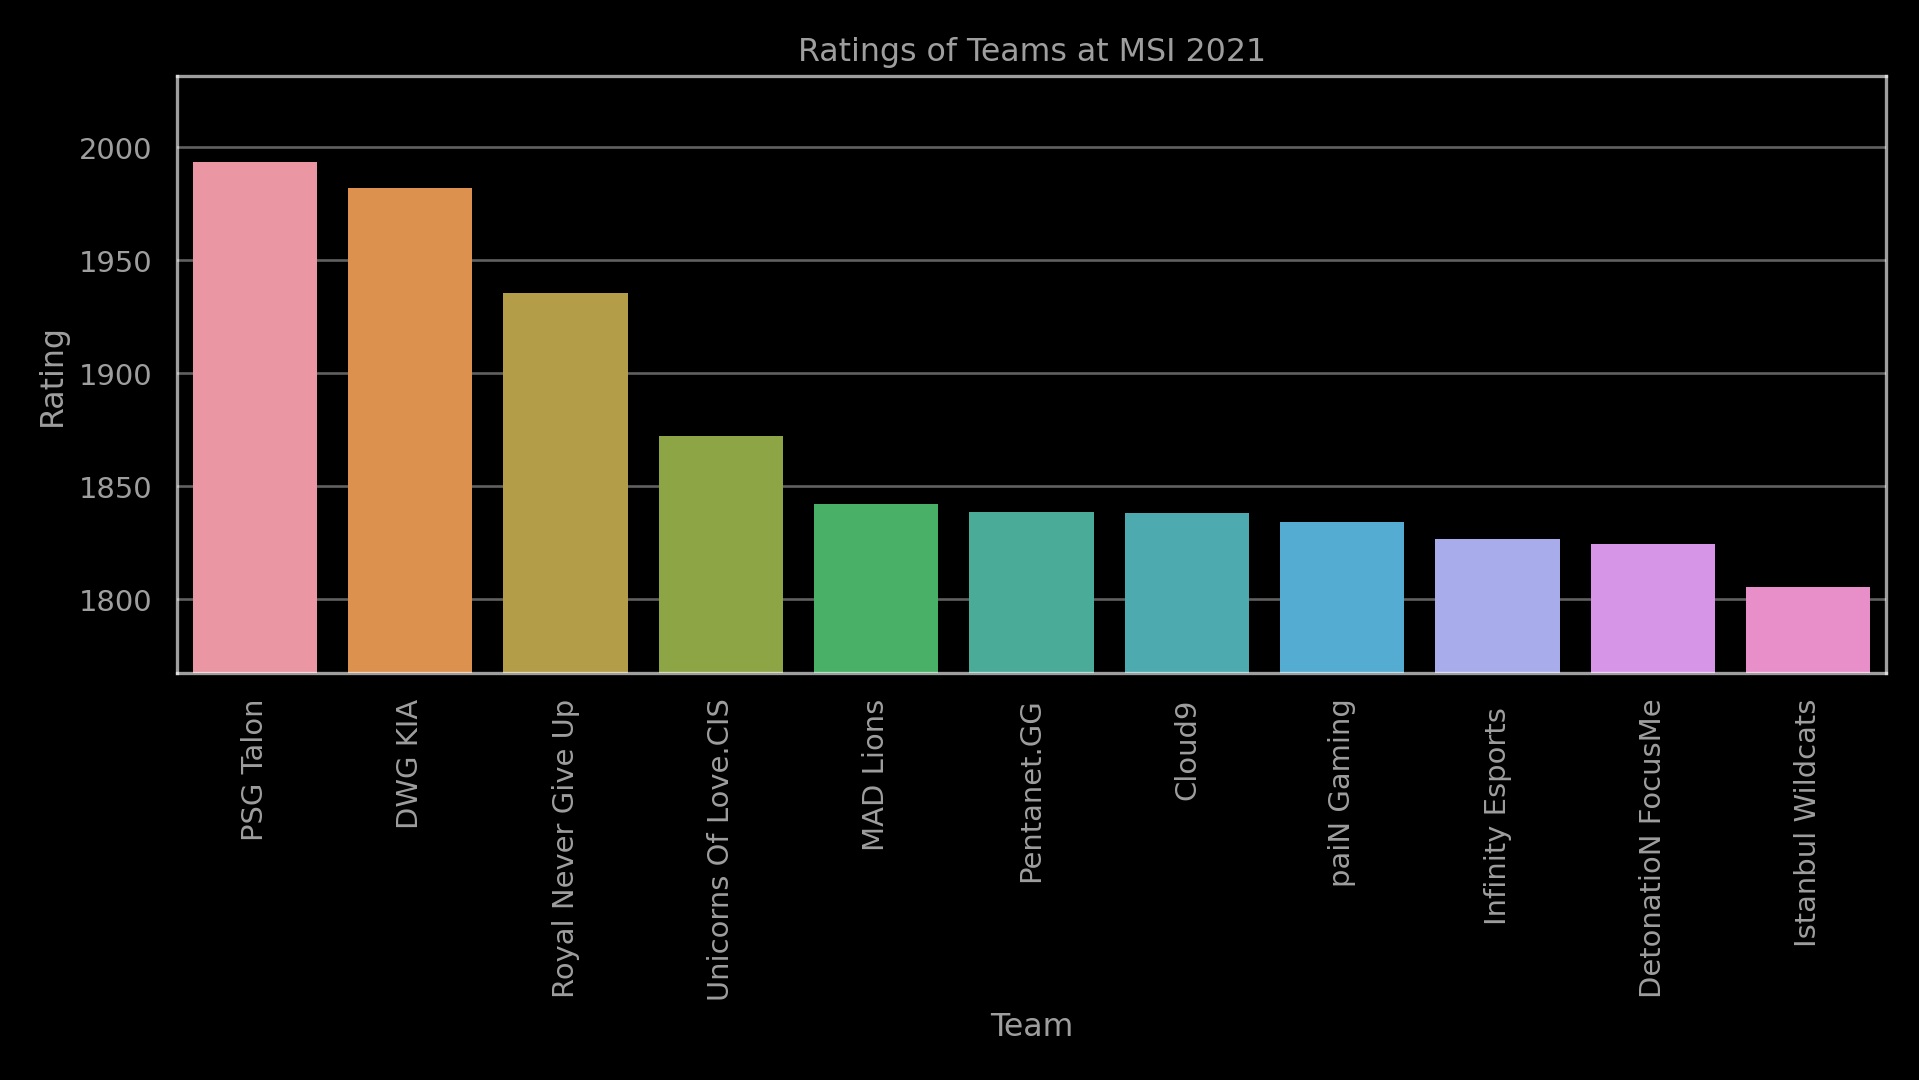 Ratings of Teams at MSI 2021
Rating
2000
1950
1900
1850
1800
PSG Talon
DWG KIA
Royal Never Give Up
Unicorns Of Love.CIS
MAD Lions
Pentanet.GG
Cloud9
paiN Gaming
Infinity Esports
DetonatioN FocusMe
Istanbul Wildcats
Team